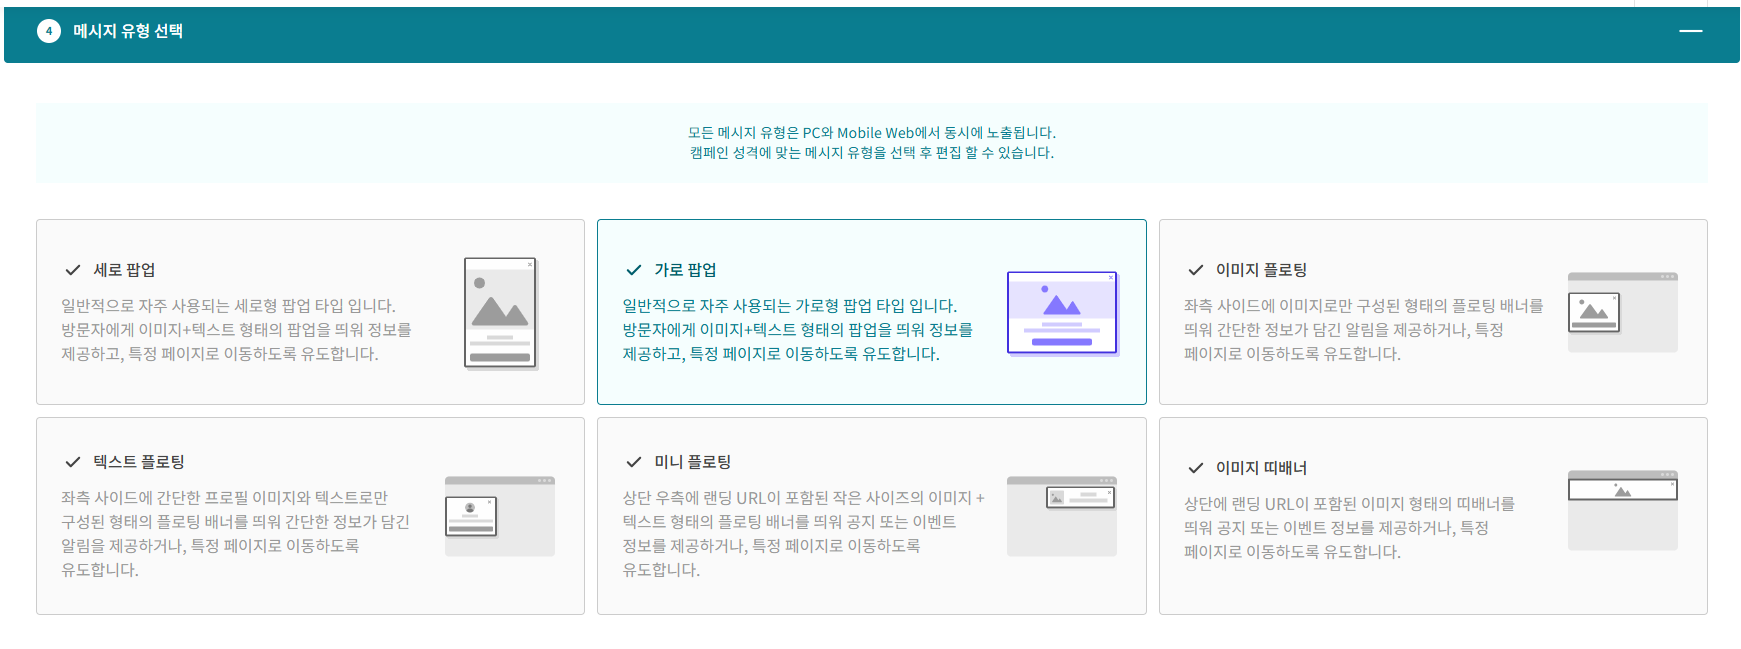 4 메시지 유형 선택
모든 메시지 유형은 PC와 Mobile Web에서 동시에 노출됩니다.
캠페인 성격에 맞는 메시지 유형을 선택 후 편집 할 수 있습니다.
세로 팝업
일반적으로 자주 사용되는 세로형 팝업 타입 입니다.
방문자에게 이미지+텍스트 형태의 팝업을 띄워 정보를
제공하고, 특정 페이지로 이동하도록 유도합니다.
가로 팝업
일반적으로 자주 사용되는 가로형 팝업 타입 입니다.
방문자에게 이미지+텍스트 형태의 팝업을 띄워 정보를
제공하고, 특정 페이지로 이동하도록 유도합니다.
이미지 플로팅
좌측 사이드에 이미지로만 구성된 형태의 플로팅 배너를
띄워 간단한 정보가 담긴 알림을 제공하거나, 특정
페이지로 이동하도록 유도합니다.
텍스트 플로팅
좌측 사이드에 간단한 프로필 이미지와 텍스트로만
구성된 형태의 플로팅 배너를 띄워 간단한 정보가 담긴
알림을 제공하거나, 특정 페이지로 이동하도록
유도합니다.
미니 플로팅
상단 우측에 랜딩 URL이 포함된 작은 사이즈의 이미지 +
텍스트 형태의 플로팅 배너를 띄워 공지 또는 이벤트
정보를 제공하거나, 특정 페이지로 이동하도록
유도합니다.
이미지 띠배너
상단에 랜딩 URL이 포함된 이미지 형태의 띠배너를
띄워 공지 또는 이벤트 정보를 제공하거나, 특정
페이지로 이동하도록 유도합니다.